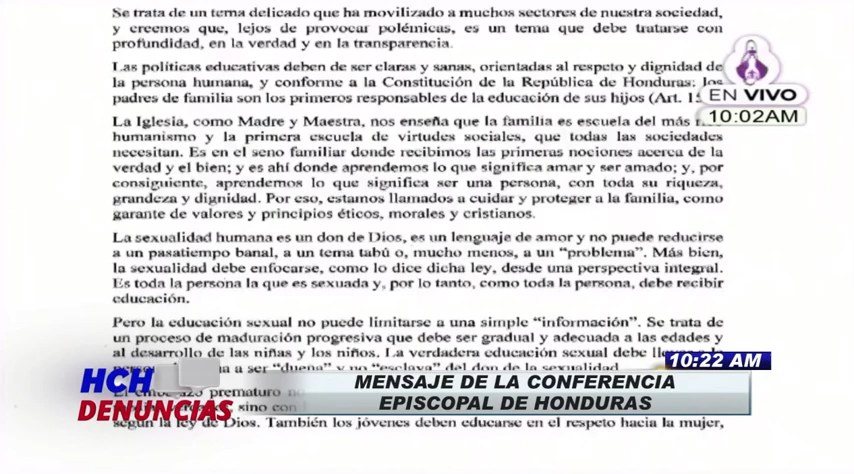 Se trata de un tema delicado que ha movilizado a muchos sectores de nuestra sociedad,
y creemos que, lejos de provocar polémicas, es un tema que debe tratarse con
profundidad, en la verdad y en la transparencia.
Las políticas educativas deben de ser claras y sanas, orientadas al respeto y dignidad de
la persona humana, y conforme a la Constitución de la República de Honduras: los
padres de familia son los primeros responsables de la educación de sus hijos (Art.
EN VIVO
10:02AM
La Iglesia, como Madre y Maestra, nos enseña que la familia es escuela del más
humanismo y la primera escuela de virtudes sociales, que todas las sociedades
necesitan. Es en el seno familiar donde recibimos las primeras nociones acerca de la
verdad y el bien; y es ahí donde aprendemos lo que significa amar y ser amado; y, por
consiguiente, aprendemos lo que significa ser una persona, con toda su riqueza,
grandeza y dignidad. Por eso, estamos llamados a cuidar y proteger a la familia, como
garante de valores y principios éticos, morales y cristianos.
La sexualidad humana es un don de Dios, es un lenguaje de amor y no puede reducirse
a un pasatiempo banal, a un tema tabú o, mucho menos, a un “problema”. Más bien,
la sexualidad debe enfocarse, como lo dice dicha ley, desde una perspectiva integral.
Es toda la persona la que es sexuada y, por lo tanto, como toda la persona, debe recibir
educación.
Pero la educación sexual no puede limitarse a una simple “información”. Se trata de
un proceso de maduración progresiva que debe ser gradual y adecuada a las edades y
al desarrollo de las niñas y los niños. La verdadera educación sexual debe
a ser “dueña” y no “esclava” del don de la sexualidad.
10:22 AM
HCH
DENUNCIAS
MENSAJE DE LA CONFERENCIA
EPISCOPAL DE HONDURAS
prematuro
sino con
según la ley de Dios. También los jóvenes deben educarse en el respeto hacia la mujer,